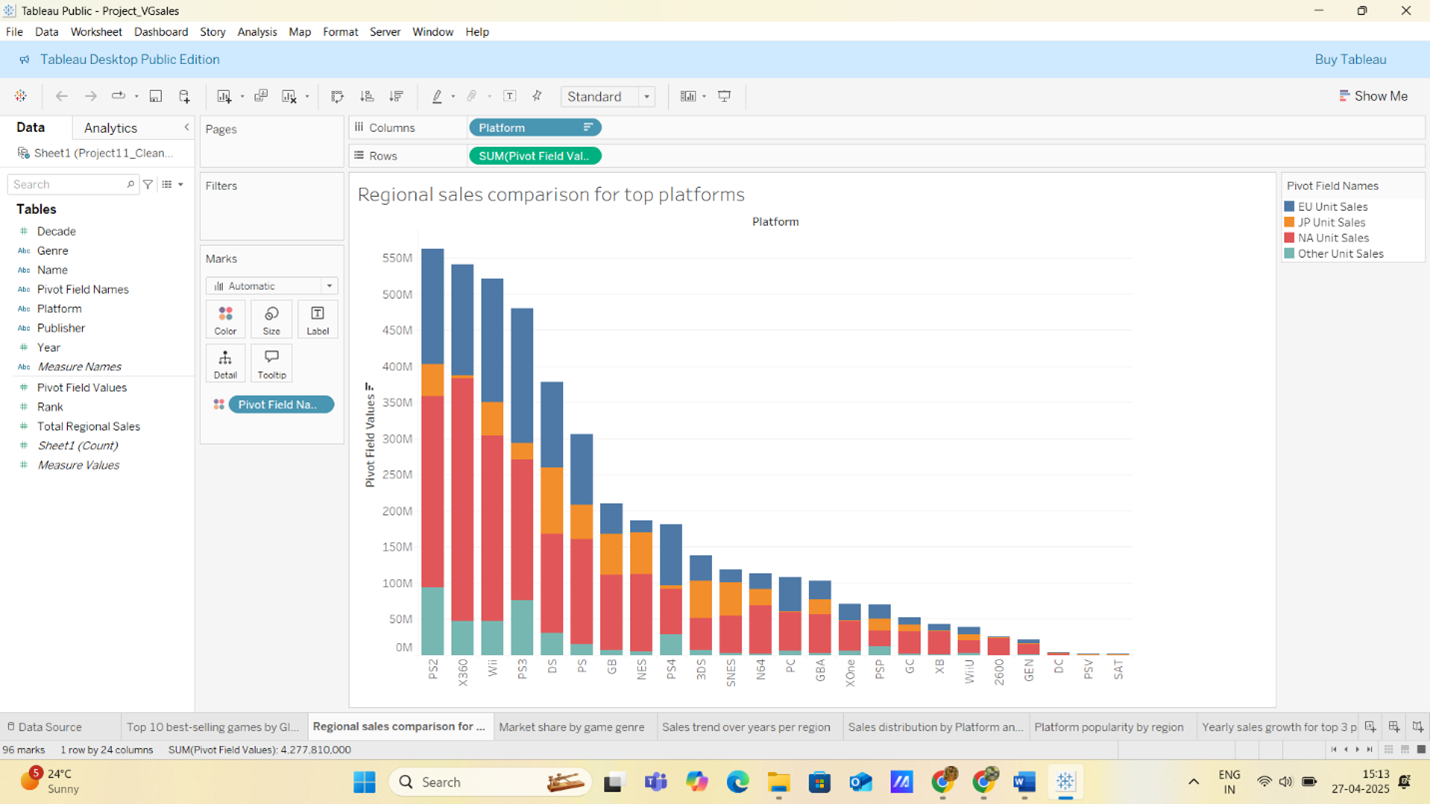 Tableau Public - Project_VGsales
File Data Worksheet Dashboard Story Analysis Map Format Server Window Help
Tableau Desktop Public Edition
Buy Tableau
Standard
Show Me
Data
Analytics
Sheet1 (Project11_Clean...
Search
Tables
Decade
Abc Genre
Abc Name
Abc Pivot Field Names
Abc Platform
Abc Publisher
Year
Abc Measure Names
Pivot Field Values
Rank
Total Regional Sales
Sheet1 (Count)
Measure Values
Pages
Filters
Marks
Automatic
Color Size Label
Detail Tooltip
Pivot Field Na..
Columns
Platform
Rows
SUM(Pivot Field Val..
Regional sales comparison for top platforms
Platform
Pivot Field Values
550M
500M
450M
400M
350M
300M
250M
200M
150M
100M
50M
0M
PS2 X360 Wii PS3 DS PS GB NES PS4 3DS SNES N64 PC GBA XOne PSP GC XB WiiU 2600 GEN DC PSV SAT
Pivot Field Names
EU Unit Sales
JP Unit Sales
NA Unit Sales
Other Unit Sales
Data Source
Top 10 best-selling games by Gl...
Regional sales comparison for ...
Market share by game genre
Sales trend over years per region
Sales distribution by Platform an...
Platform popularity by region
Yearly sales growth for top 3 p
96 marks 1 row by 24 columns SUM(Pivot Field Values): 4,277,810,000
5
24°C
Sunny
Search
ENG
IN
15:13
27-04-2025